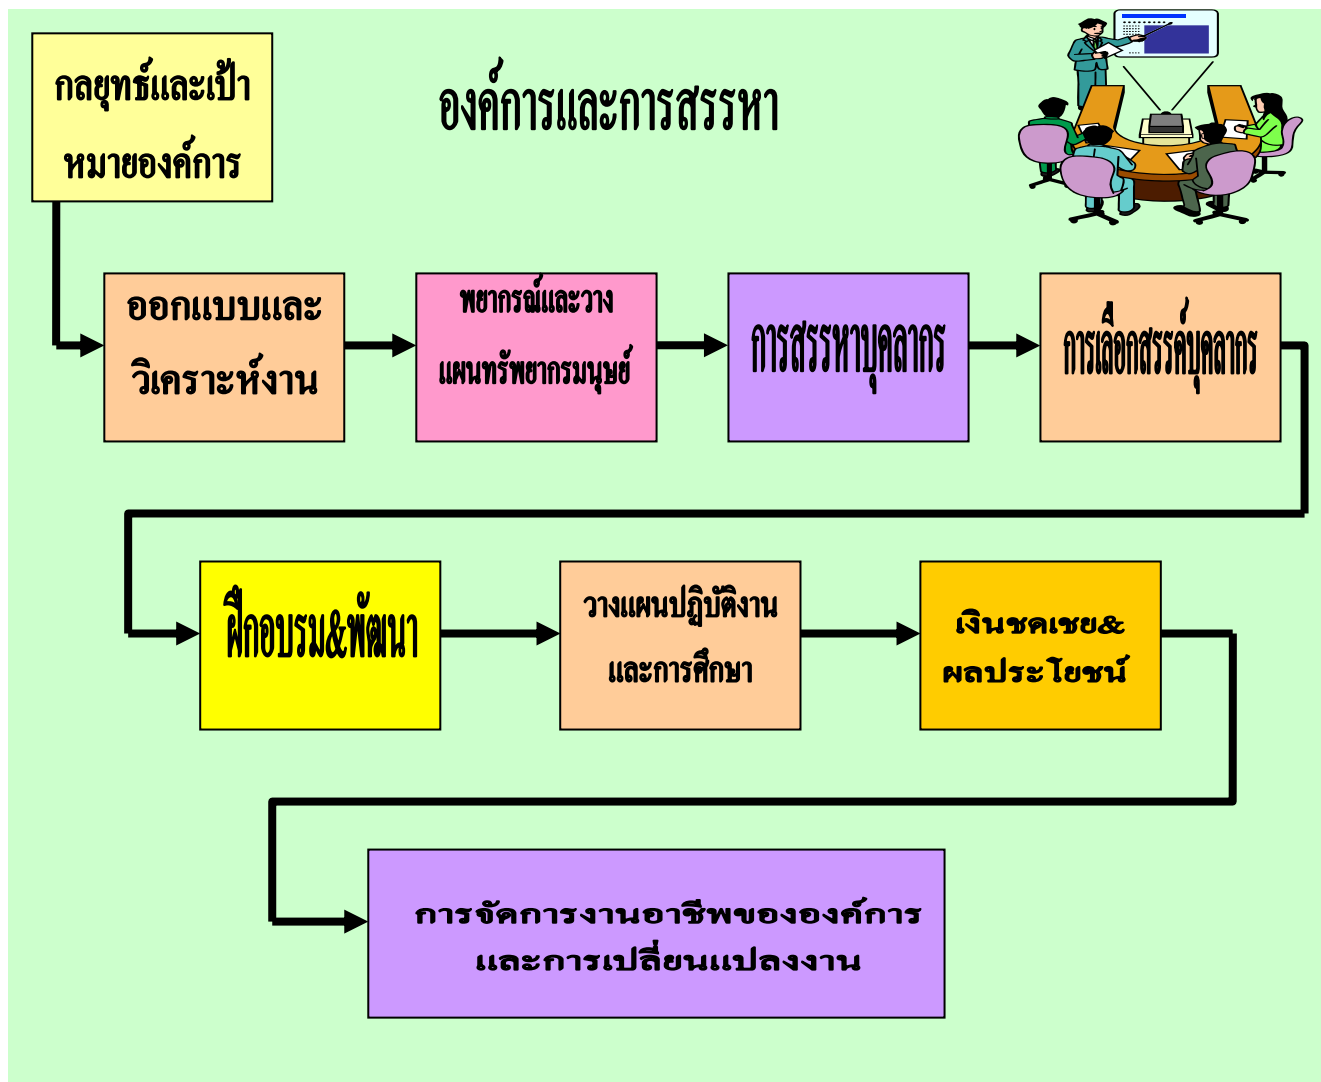 กลยุทธ์และเป้า
หมายองค์การ
องค์การและการสรรหา
ออกแบบและ
วิเคราะห์งาน
พยากรณ์และวาง
แผนทรัพยากรมนุษย์
การสรรหาบุคลากร
การเลือกสรรค์บุคลากร
ฝึกอบรม&พัฒนา
วางแผนปฎิบัติงาน
และการศึกษา
เงินชดเชย&
ผลประโยชน์
การจัดการงานอาชีพขององค์การ
และการเปลี่ยนแปลงงาน